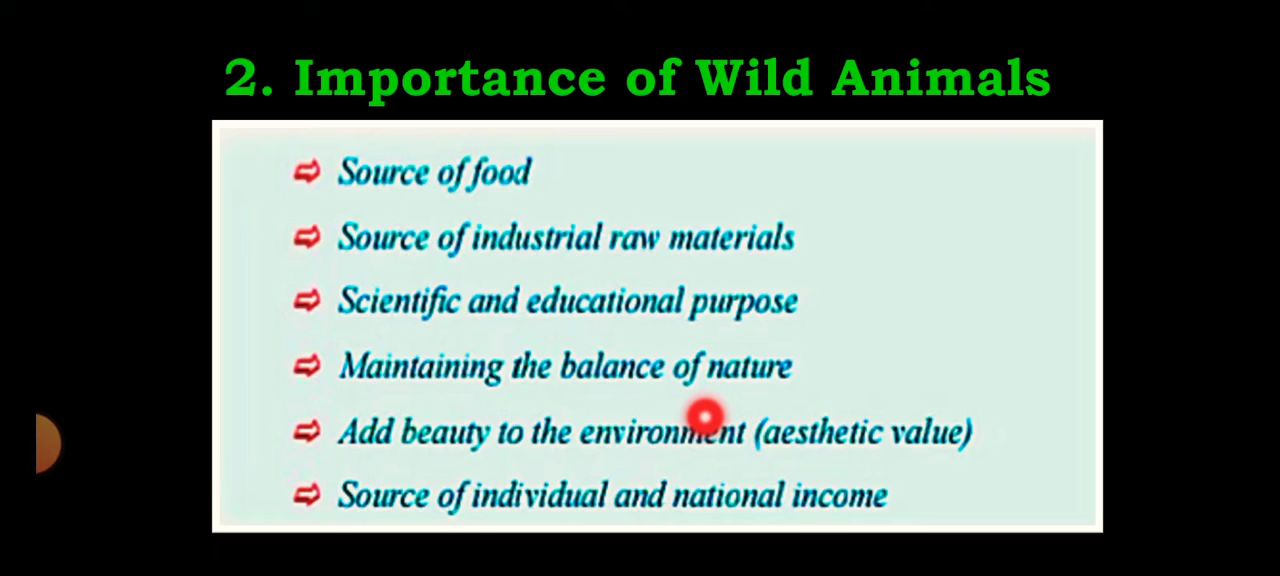 2. Importance of Wild Animals
⇨ Source of food
⇨ Source of industrial raw materials
⇨ Scientific and educational purpose
⇨ Maintaining the balance of nature
⇨ Add beauty to the environment (aesthetic value)
⇨ Source of individual and national income